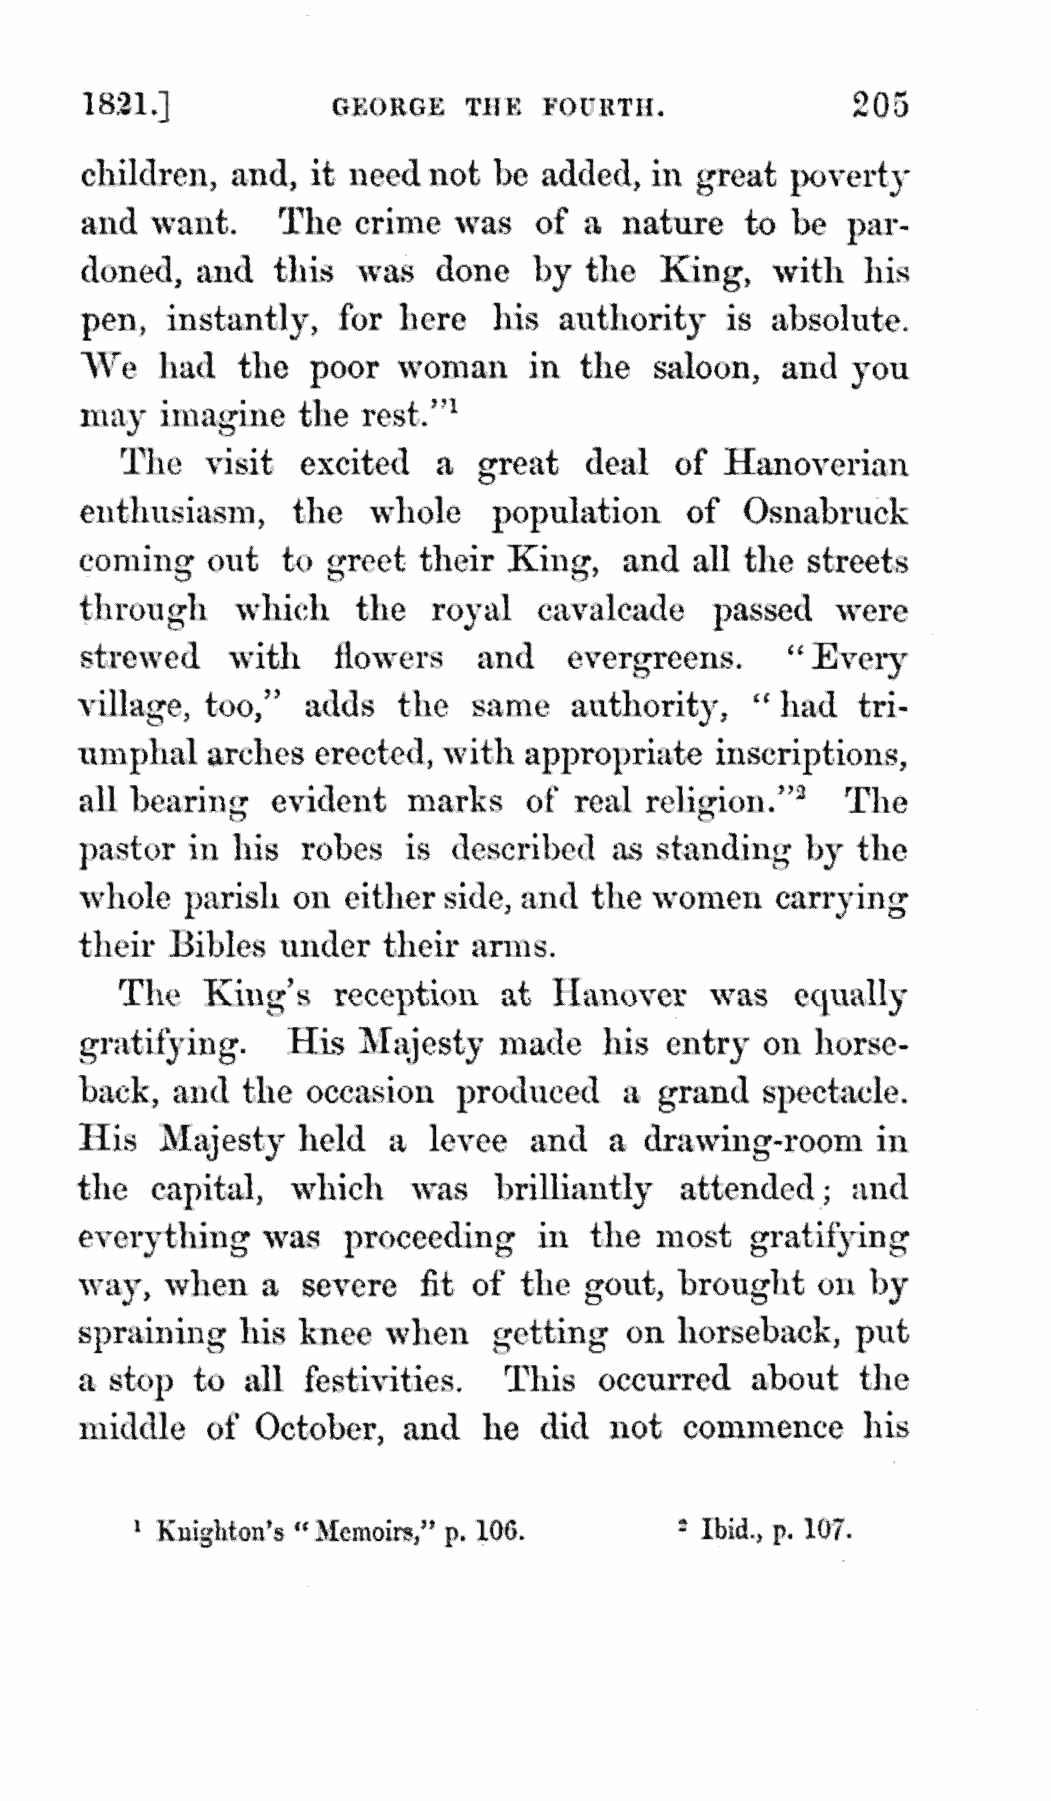 1821.] GEORGE THE FOURTH. 205
children, and, it need not be added, in great poverty
and want. The crime was of a nature to be par-
doned, and this was done by the King, with his
pen, instantly, for here his authority is absolute.
We had the poor woman in the saloon, and you
may imagine the rest."¹
The visit excited a great deal of Hanoverian
enthusiasm, the whole population of Osnabruck
coming out to greet their King, and all the streets
through which the royal cavalcade passed were
strewed with flowers and evergreens. "Every
village, too," adds the same authority, "had tri-
umphal arches erected, with appropriate inscriptions,
all bearing evident marks of real religion."² The
pastor in his robes is described as standing by the
whole parish on either side, and the women carrying
their Bibles under their arms.
The King's reception at Hanover was equally
gratifying. His Majesty made his entry on horse-
back, and the occasion produced a grand spectacle.
His Majesty held a levee and a drawing-room in
the capital, which was brilliantly attended; and
everything was proceeding in the most gratifying
way, when a severe fit of the gout, brought on by
spraining his knee when getting on horseback, put
a stop to all festivities. This occurred about the
middle of October, and he did not commence his
¹ Knighton's "Memoirs," p. 106. ² Ibid., p. 107.